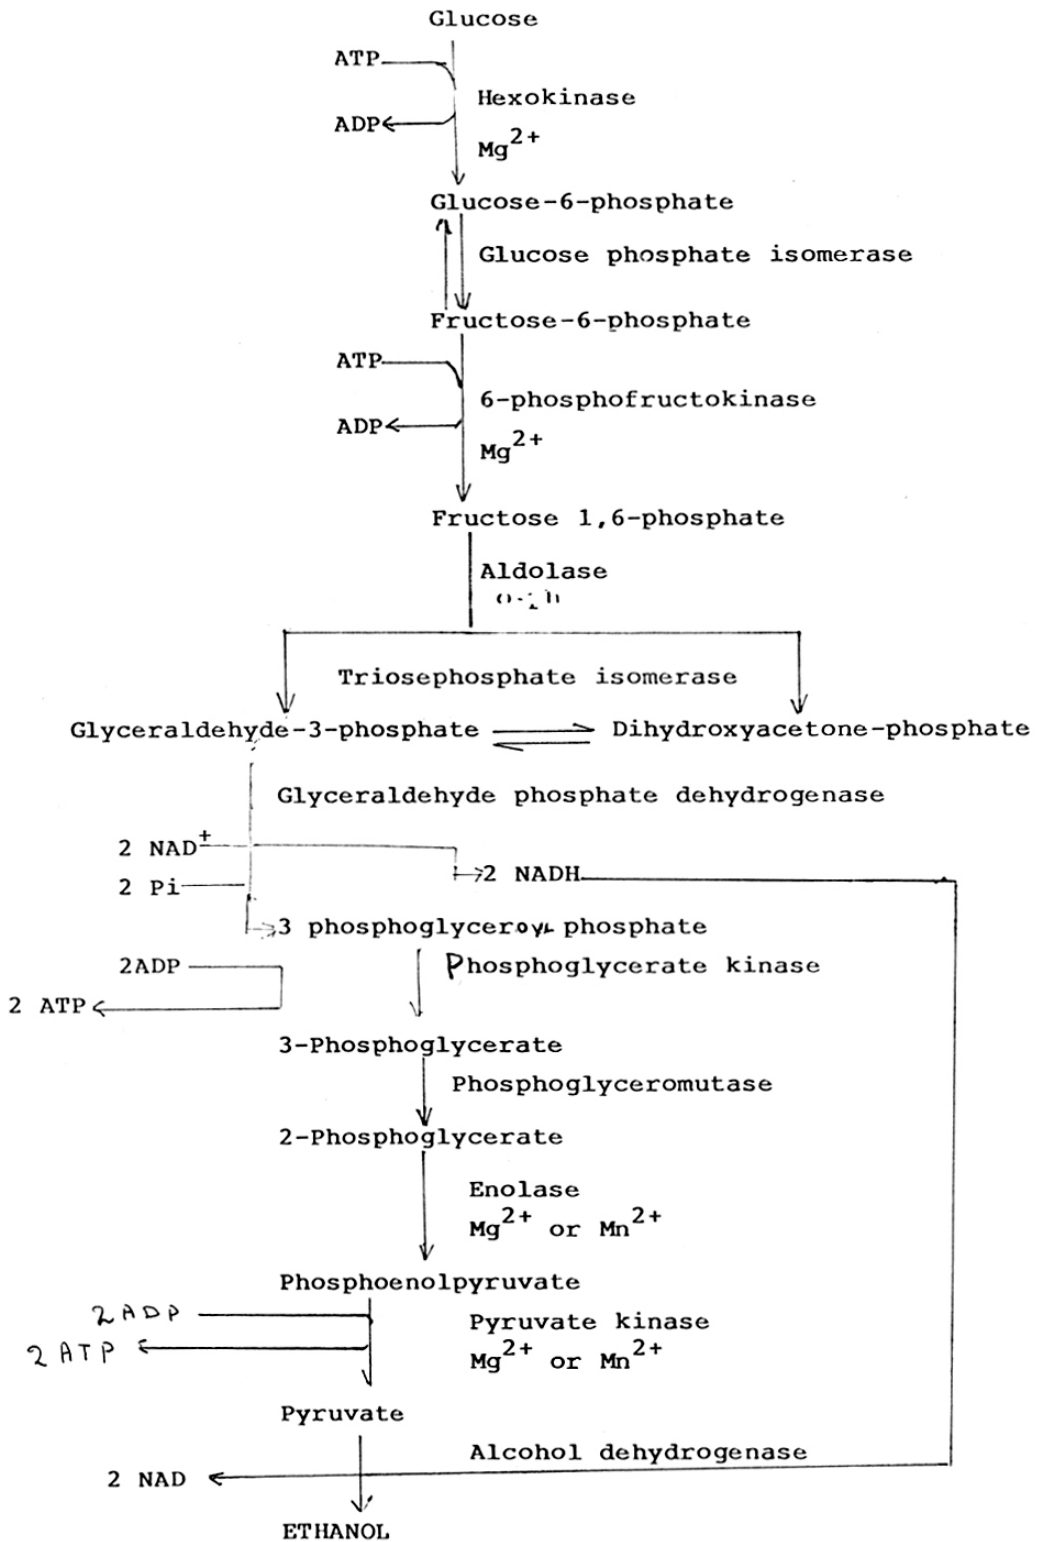 Glucose
ATP
Hexokinase
ADP
Mg2+
Glucose-6-phosphate
Glucose phosphate isomerase
Fructose-6-phosphate
ATP
6-phosphofructokinase
ADP
Mg2+
Fructose 1,6-phosphate
Aldolase
Triosephosphate isomerase
Glyceraldehyde-3-phosphate Dihydroxyacetone-phosphate
Glyceraldehyde phosphate dehydrogenase
2 NAD+
2 NADH
2 Pi
3 phosphoglyceroyl phosphate
2ADP
Phosphoglycerate kinase
2 ATP
3-Phosphoglycerate
Phosphoglyceromutase
2-Phosphoglycerate
Enolase
Mg2+ or Mn2+
Phosphoenolpyruvate
2 ADP
Pyruvate kinase
2 ATP
Mg2+ or Mn2+
Pyruvate
Alcohol dehydrogenase
2 NAD
ETHANOL